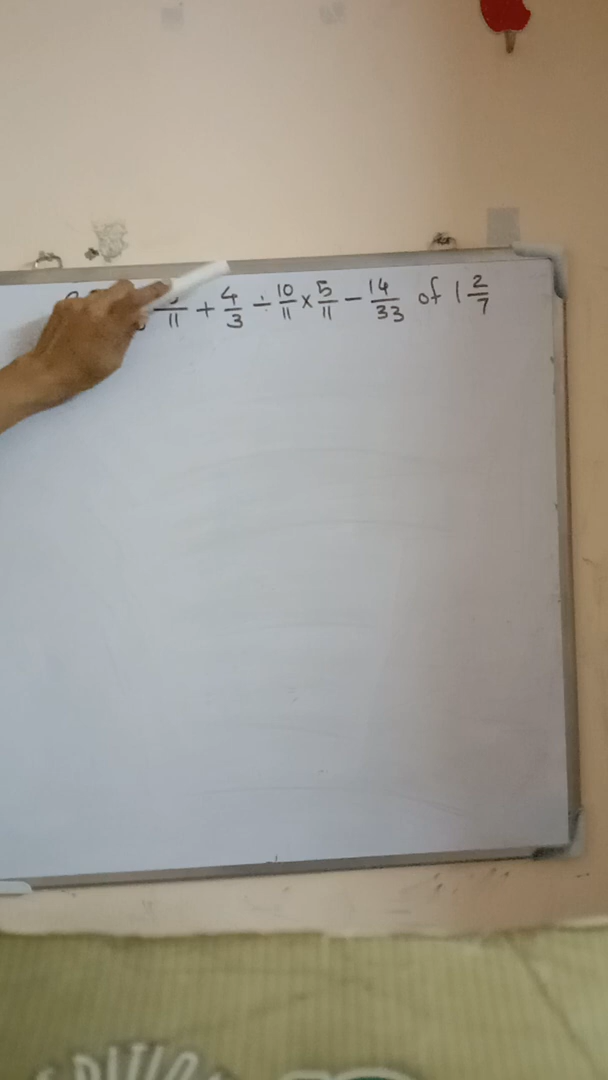 /11 + 4/3 ÷ 10/11 × 5/11 − 14/33 of 1 2/7